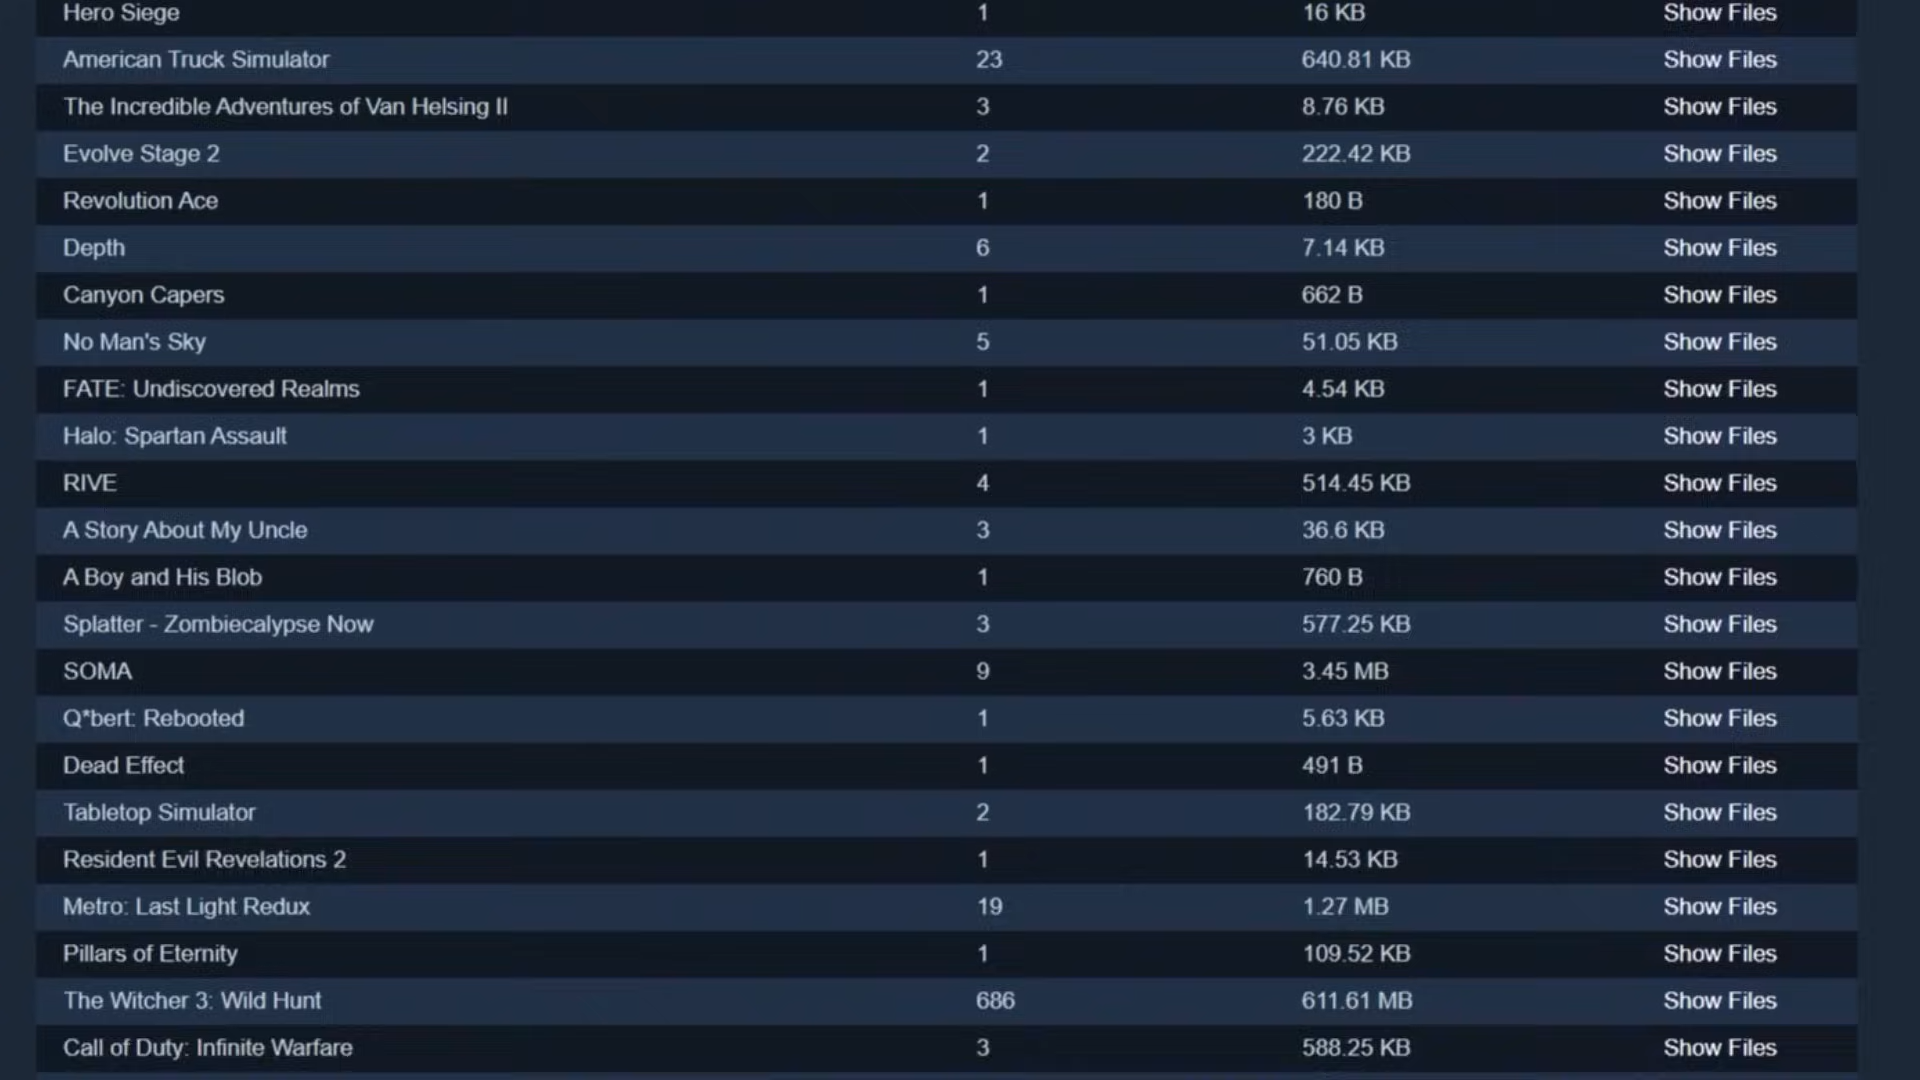 Hero Siege 1 16 KB Show Files
American Truck Simulator 23 640.81 KB Show Files
The Incredible Adventures of Van Helsing II 3 8.76 KB Show Files
Evolve Stage 2 2 222.42 KB Show Files
Revolution Ace 1 180 B Show Files
Depth 6 7.14 KB Show Files
Canyon Capers 1 662 B Show Files
No Man's Sky 5 51.05 KB Show Files
FATE: Undiscovered Realms 1 4.54 KB Show Files
Halo: Spartan Assault 1 3 KB Show Files
RIVE 4 514.45 KB Show Files
A Story About My Uncle 3 36.6 KB Show Files
A Boy and His Blob 1 760 B Show Files
Splatter - Zombiecalypse Now 3 577.25 KB Show Files
SOMA 9 3.45 MB Show Files
Q*bert: Rebooted 1 5.63 KB Show Files
Dead Effect 1 491 B Show Files
Tabletop Simulator 2 182.79 KB Show Files
Resident Evil Revelations 2 1 14.53 KB Show Files
Metro: Last Light Redux 19 1.27 MB Show Files
Pillars of Eternity 1 109.52 KB Show Files
The Witcher 3: Wild Hunt 686 611.61 MB Show Files
Call of Duty: Infinite Warfare 3 588.25 KB Show Files